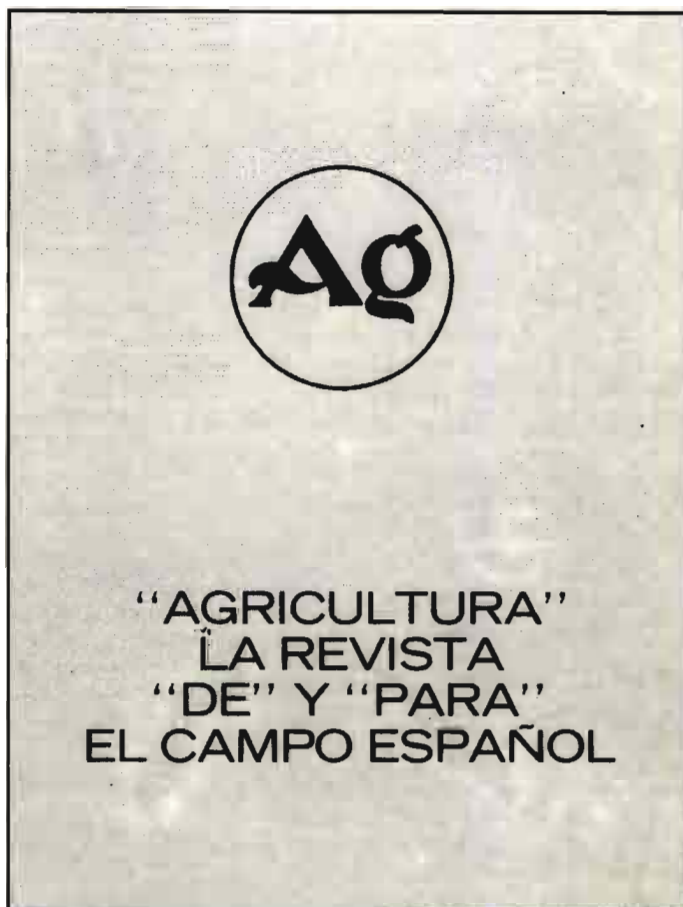 Ag
"AGRICULTURA"
LA REVISTA
"DE" Y "PARA"
EL CAMPO ESPAÑOL